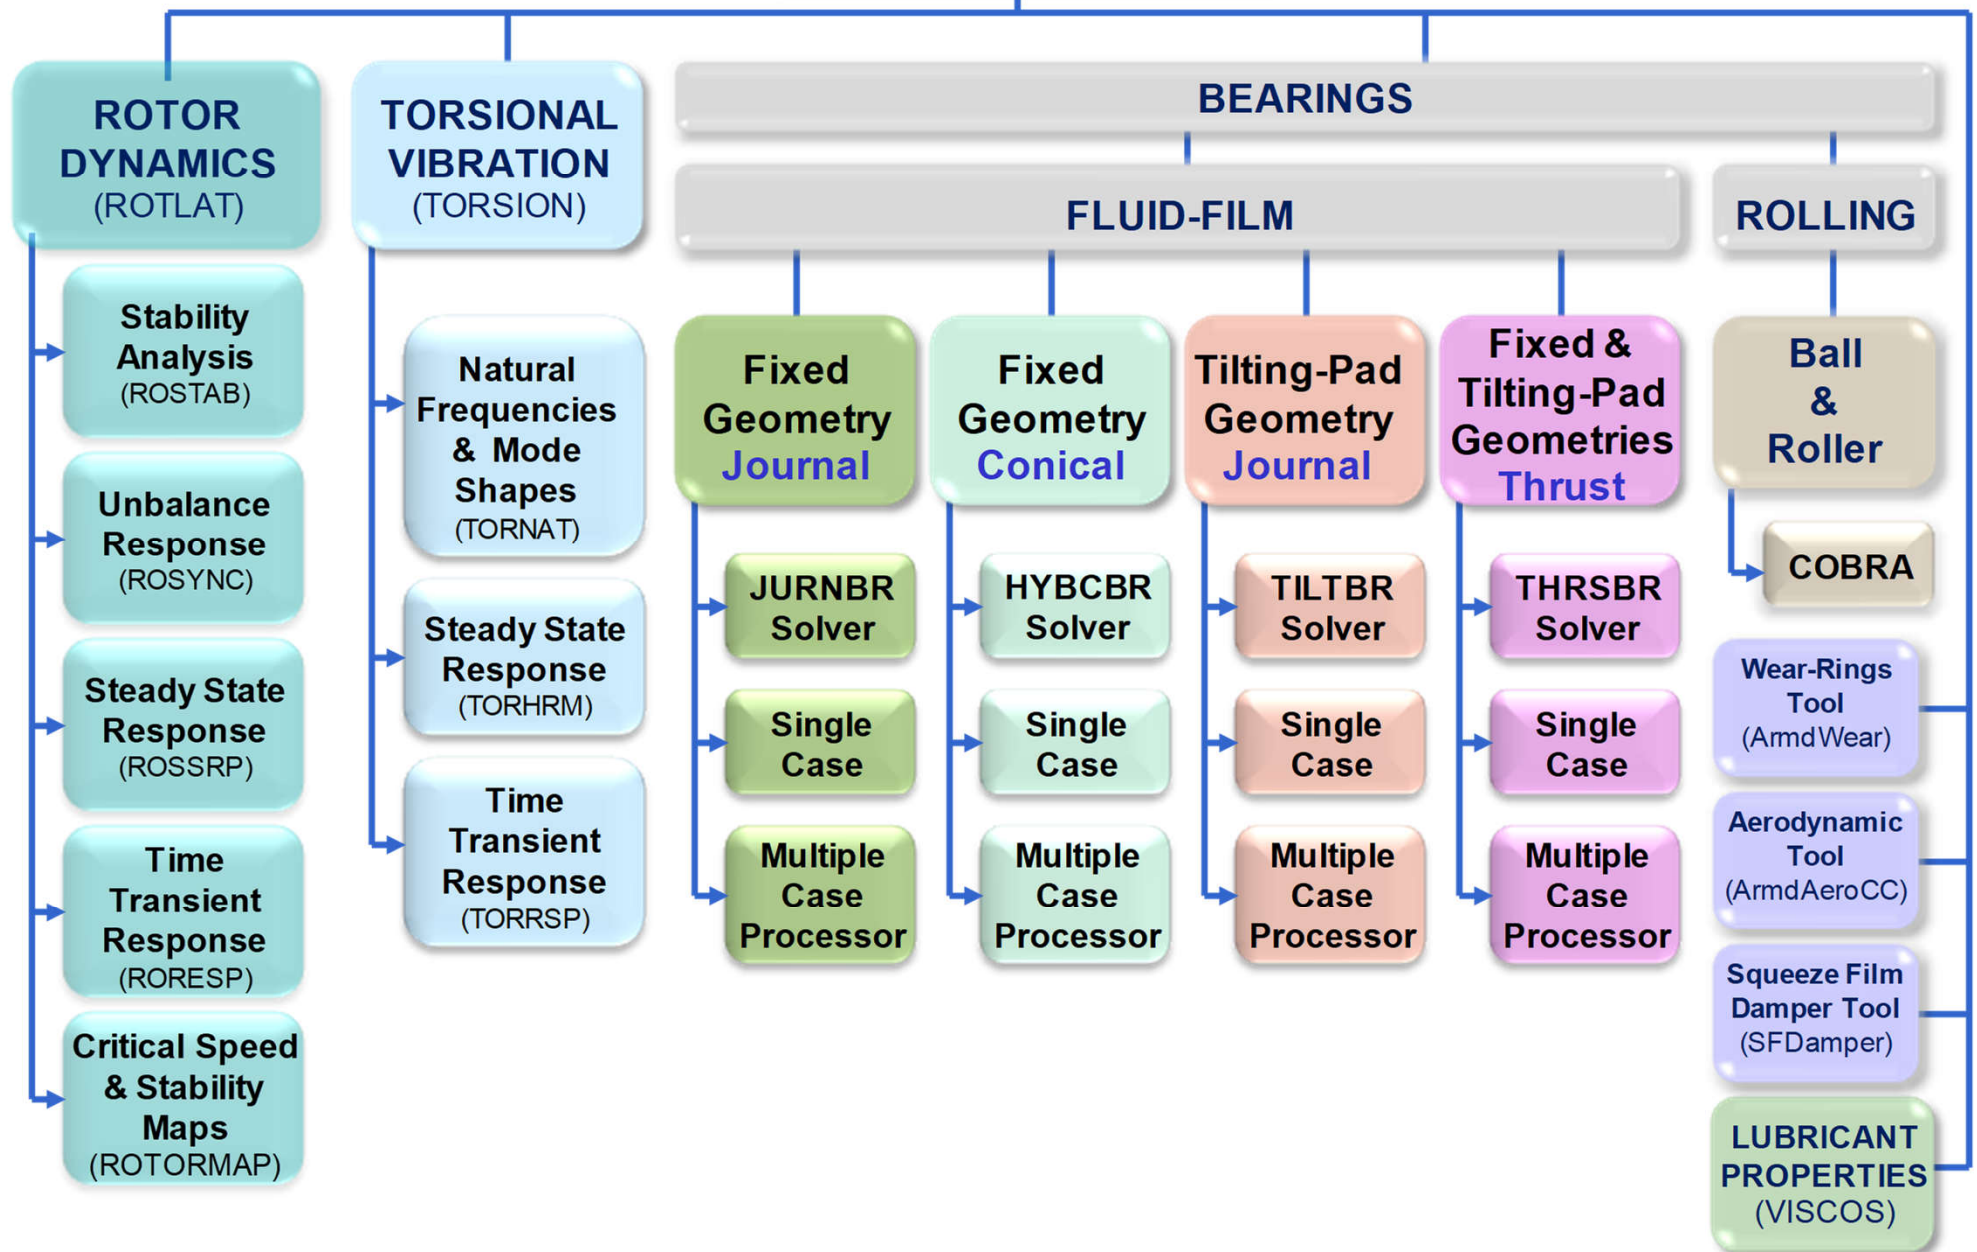 ROTOR
DYNAMICS
(ROTLAT)
Stability
Analysis
(ROSTAB)
Unbalance
Response
(ROSYNC)
Steady State
Response
(ROSSRP)
Time
Transient
Response
(RORESP)
Critical Speed
& Stability
Maps
(ROTORMAP)
TORSIONAL
VIBRATION
(TORSION)
Natural
Frequencies
& Mode
Shapes
(TORNAT)
Steady State
Response
(TORHRM)
Time
Transient
Response
(TORRSP)
BEARINGS
FLUID-FILM
Fixed
Geometry
Journal
JURNBR
Solver
Single
Case
Multiple
Case
Processor
Fixed
Geometry
Conical
HYBCBR
Solver
Single
Case
Multiple
Case
Processor
Tilting-Pad
Geometry
Journal
TILTBR
Solver
Single
Case
Multiple
Case
Processor
Fixed &
Tilting-Pad
Geometries
Thrust
THRSBR
Solver
Single
Case
Multiple
Case
Processor
ROLLING
Ball
&
Roller
COBRA
Wear-Rings
Tool
(ArmdWear)
Aerodynamic
Tool
(ArmdAeroCC)
Squeeze Film
Damper Tool
(SFDamper)
LUBRICANT
PROPERTIES
(VISCOS)